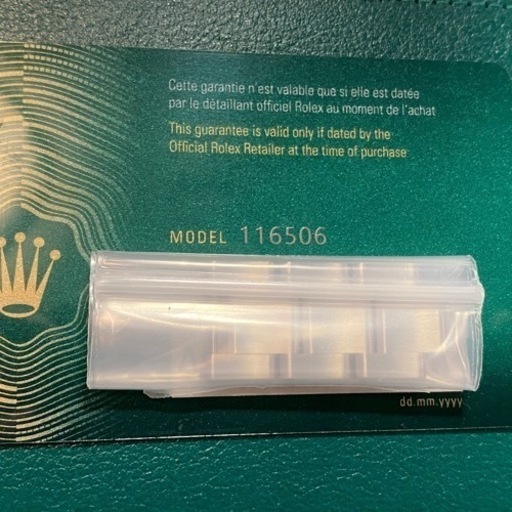 Cette garantie n'est valable que si elle est datée
par le détaillant officiel Rolex au moment de l'achat
This guarantee is valid only if dated by the
Official Rolex Retailer at the time of purchase
MODEL 116506
dd.mm.yyyy